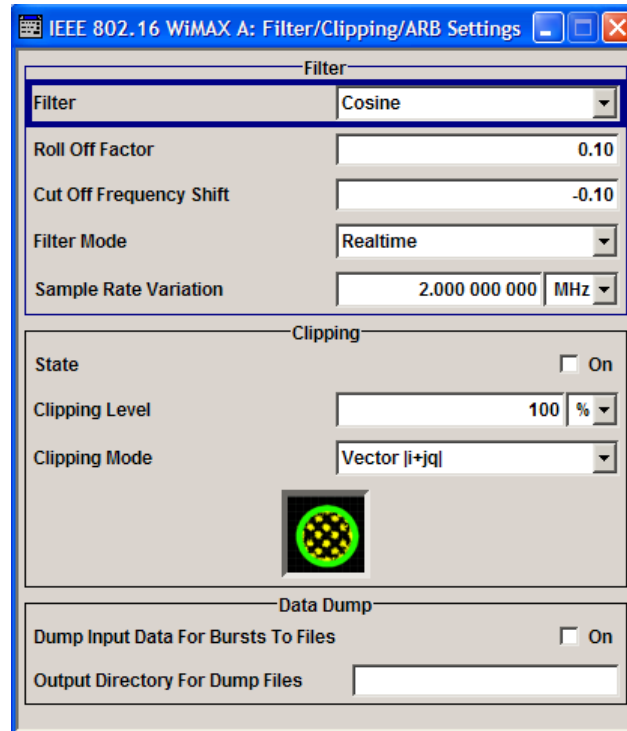 IEEE 802.16 WiMAX A: Filter/Clipping/ARB Settings
Filter
Filter Cosine
Roll Off Factor 0.10
Cut Off Frequency Shift -0.10
Filter Mode Realtime
Sample Rate Variation 2.000 000 000 MHz
Clipping
State On
Clipping Level 100 %
Clipping Mode Vector |i+jq|
Data Dump
Dump Input Data For Bursts To Files On
Output Directory For Dump Files